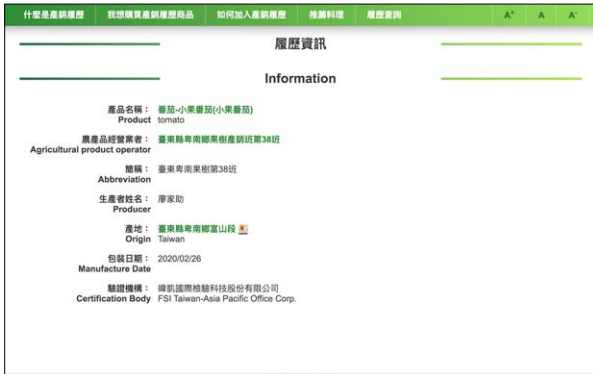 什麼是產銷履歷 我想購買產銷履歷商品 如何加入產銷履歷 推薦料理 履歷查詢 A+ A A-
履歷資訊
Information
產品名稱： 番茄-小果番茄(小果番茄)
Product tomato
農產品經營業者： 臺東縣卑南鄉果樹產銷班第38班
Agricultural product operator
簡稱： 臺東卑南果樹第38班
Abbreviation
生產者姓名： 廖家助
Producer
產地： 臺東縣卑南鄉富山段
Origin Taiwan
包裝日期： 2020/02/26
Manufacture Date
驗證機構： 暐凱國際檢驗科技股份有限公司
Certification Body FSI Taiwan-Asia Pacific Office Corp.